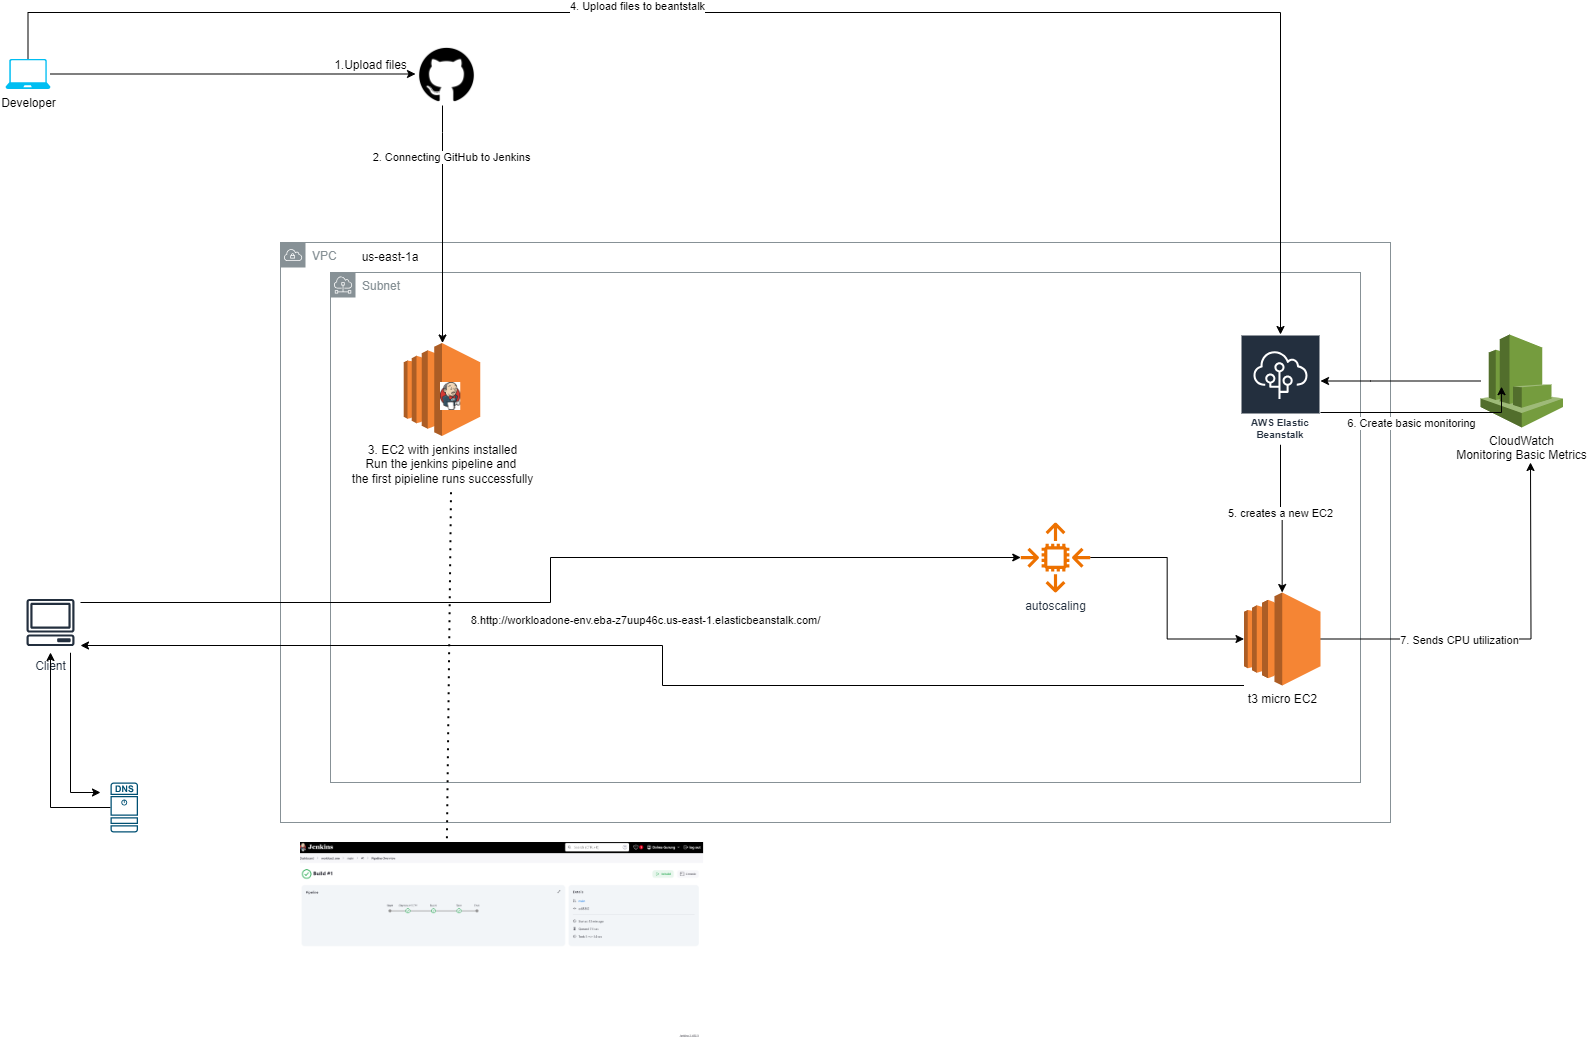 4. Upload files to beantstalk
1.Upload files
Developer
2. Connecting GitHub to Jenkins
VPC
us-east-1a
Subnet
AWS Elastic
Beanstalk
6. Create basic monitoring
CloudWatch
Monitoring Basic Metrics
3. EC2 with jenkins installed
Run the jenkins pipeline and
the first pipieline runs successfully
5. creates a new EC2
autoscaling
8.http://workloadone-env.eba-z7uup46c.us-east-1.elasticbeanstalk.com/
7. Sends CPU utilization
Client
t3 micro EC2
DNS
Jenkins
Build #1